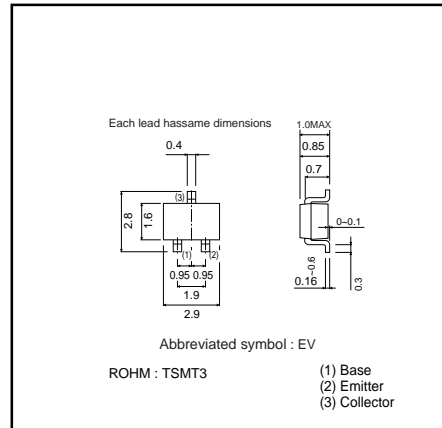 Each lead hassame dimensions
1.0MAX
0.85
0.7
0.4
(3)
2.8
1.6
0~0.1
(1)
(2)
0.95
0.95
1.9
2.9
0.16
~0.6
0.3
Abbreviated symbol : EV
ROHM : TSMT3
(1) Base
(2) Emitter
(3) Collector